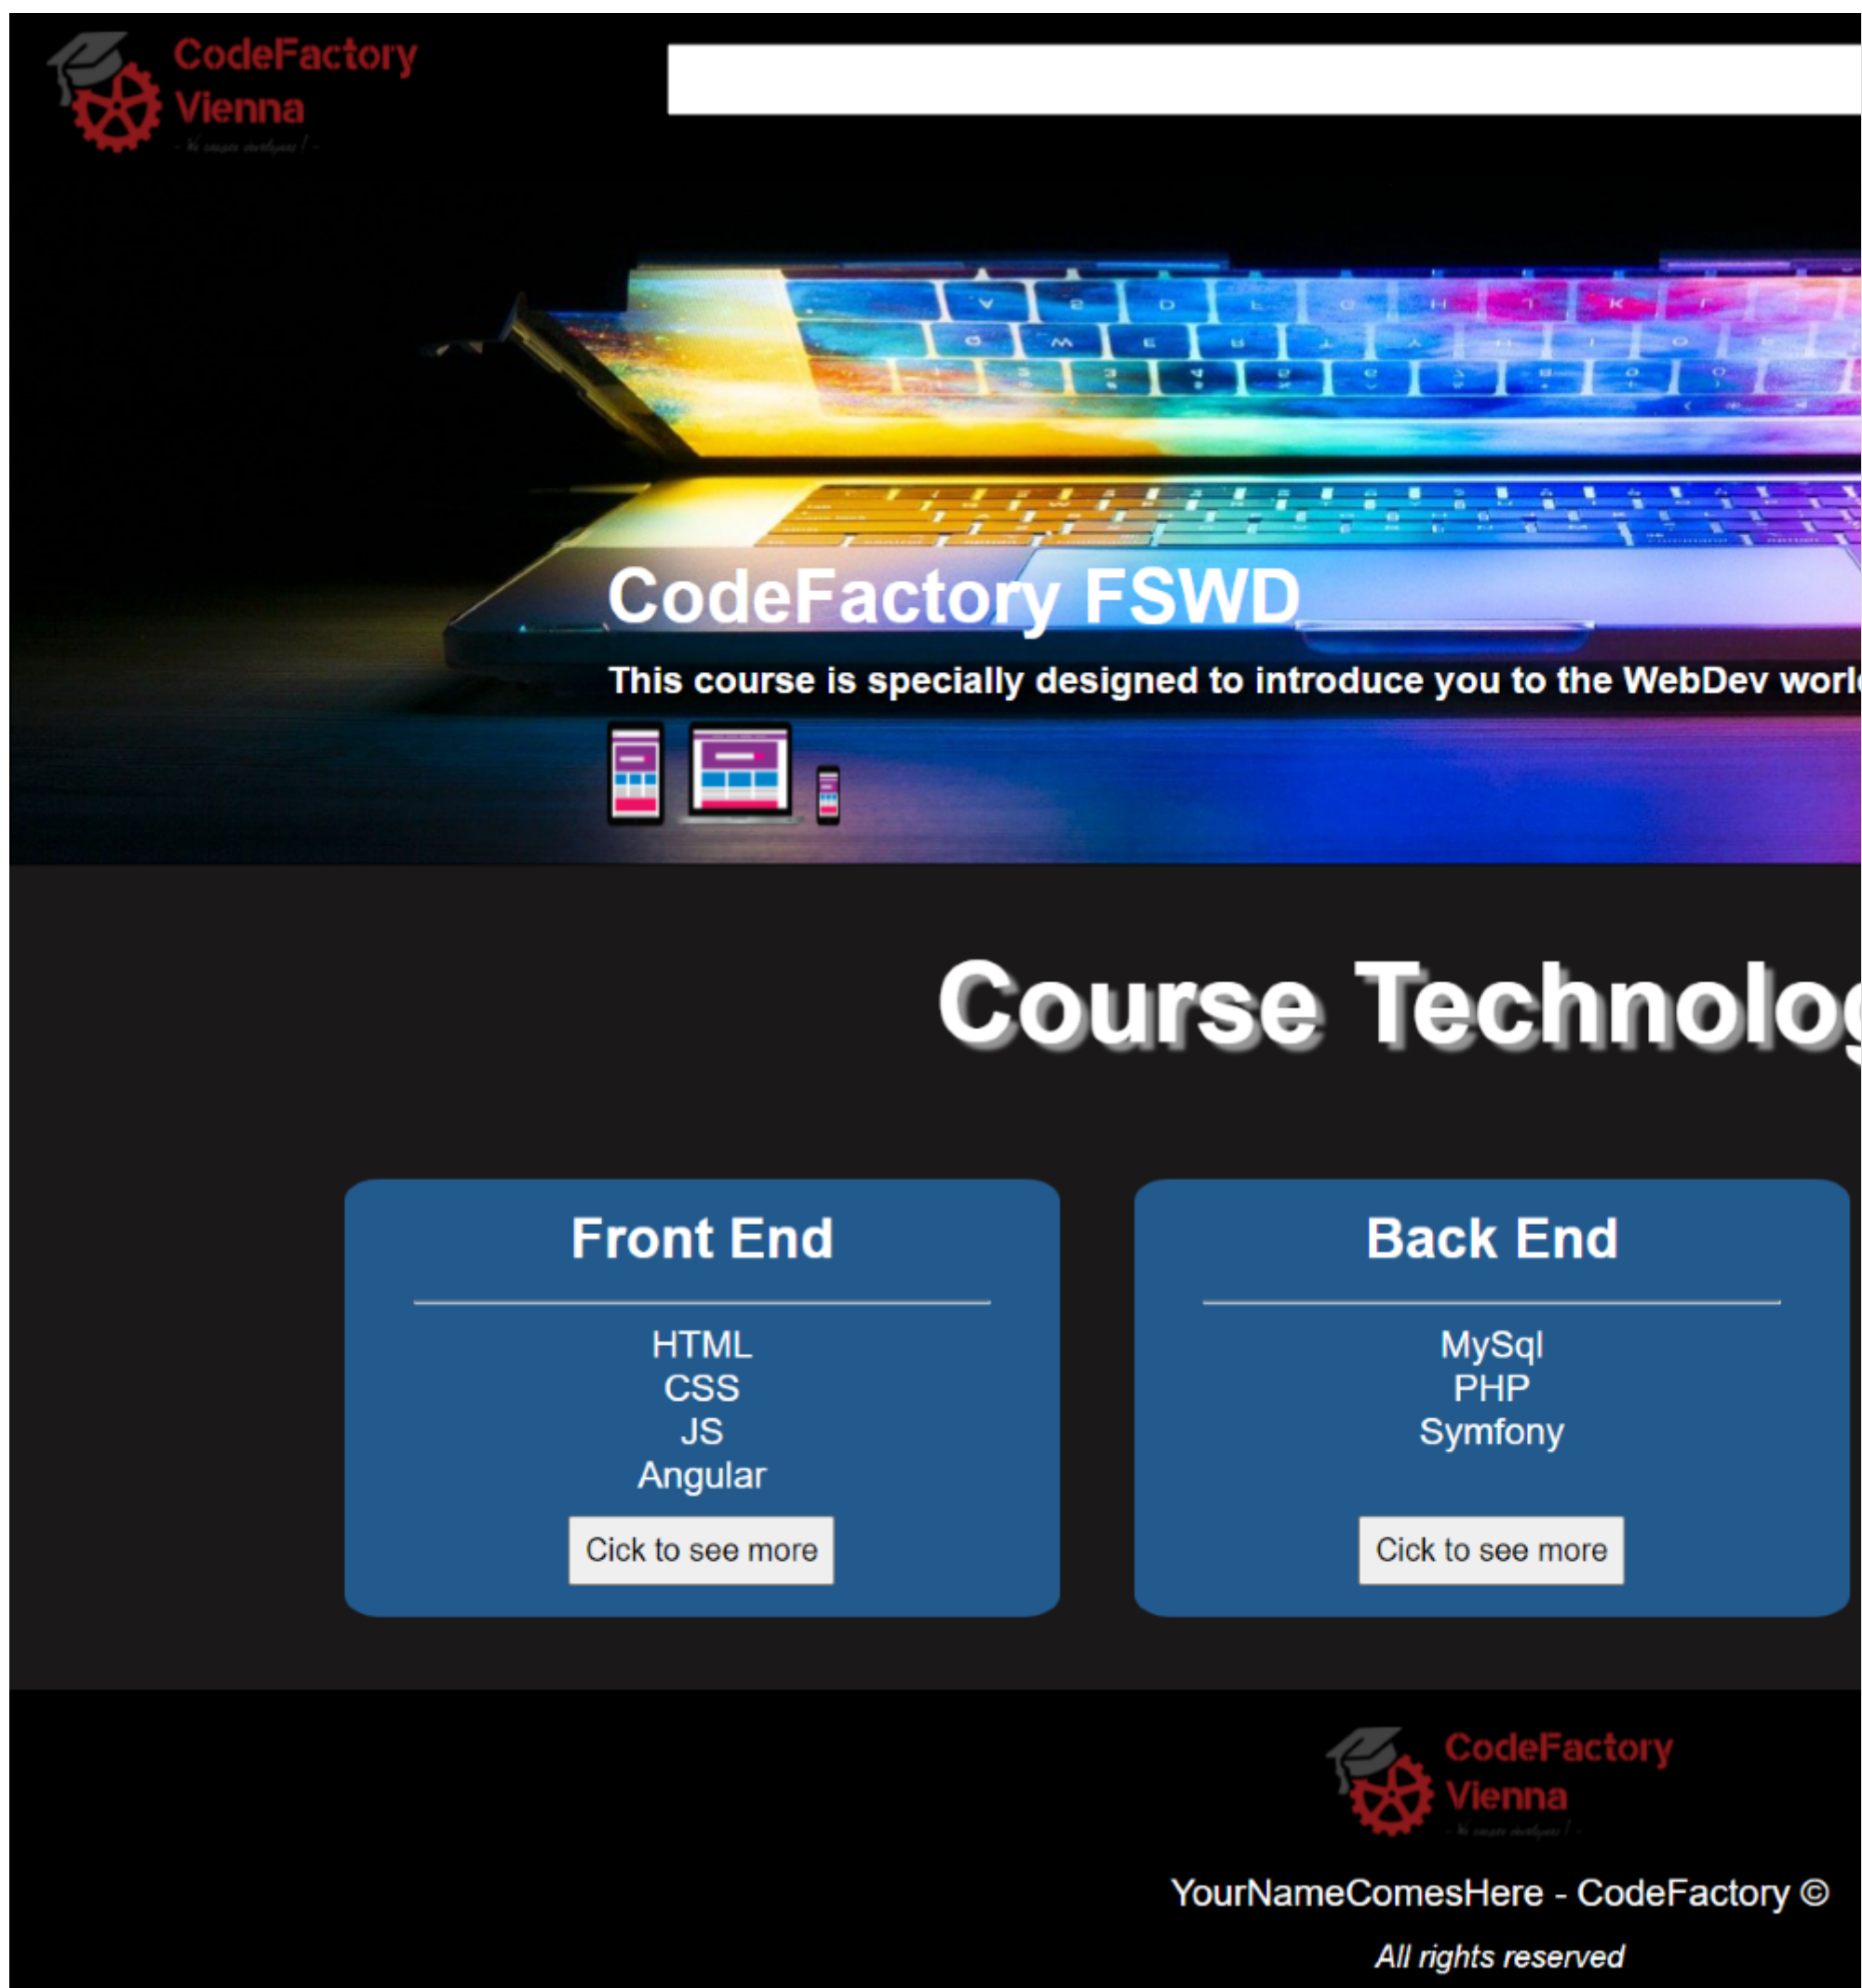 CodeFactory
Vienna
CodeFactory FSWD
This course is specially designed to introduce you to the WebDev
Course
Front End
HTML
CSS
JS
Angular
Cick to see more
Back End
MySql
PHP
Symfony
Cick to see more
CodeFactory
Vienna
YourNameComesHere - CodeFactory ©
All rights reserved